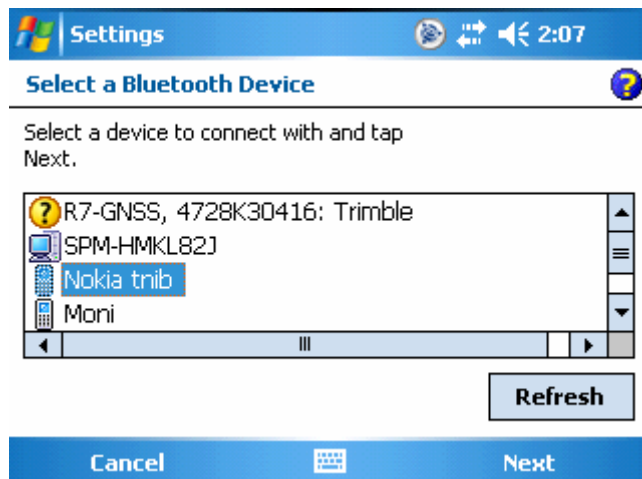 Settings 2:07
Select a Bluetooth Device
Select a device to connect with and tap
Next.
R7-GNSS, 4728K30416: Trimble
SPM-HMKL82J
Nokia tnib
Moni
Refresh
Cancel Next